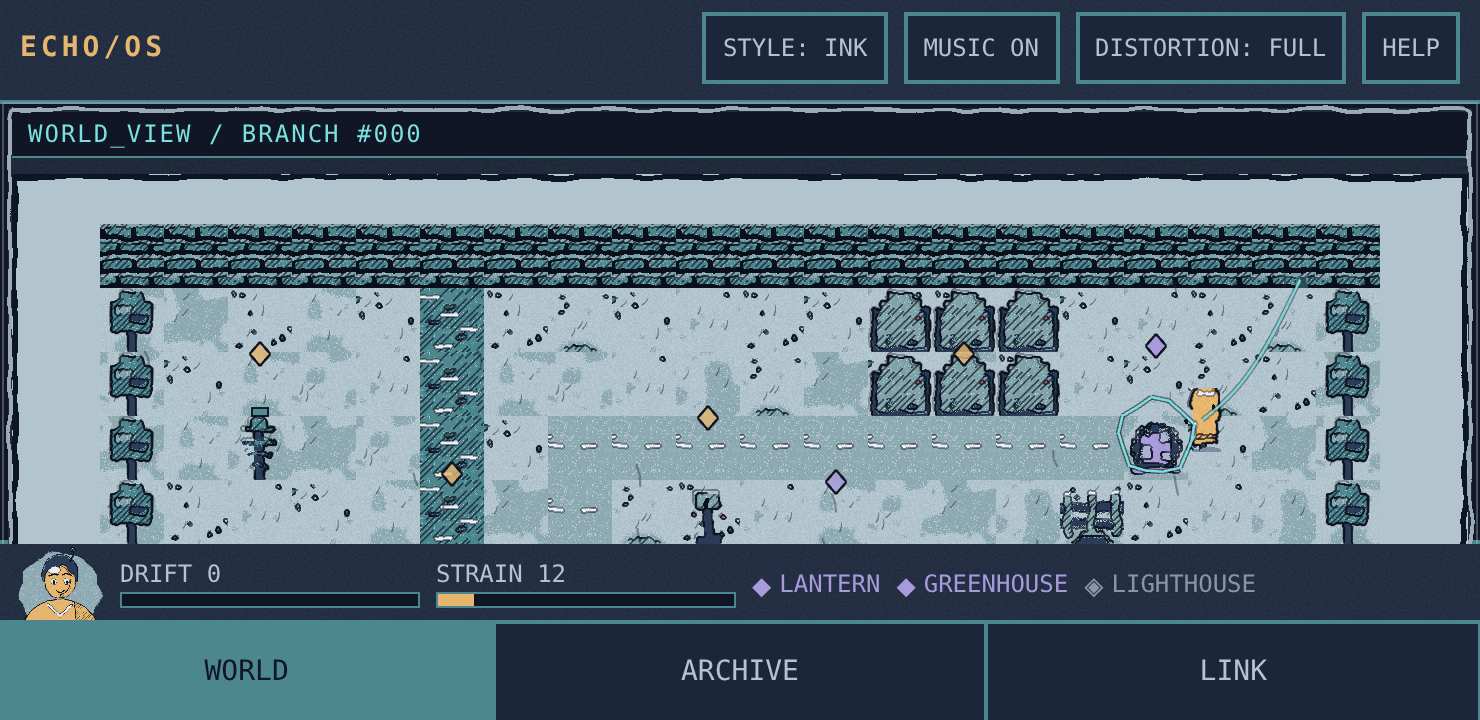 ECHO/OS
STYLE: INK
MUSIC ON
DISTORTION: FULL
HELP
WORLD_VIEW / BRANCH #000
DRIFT 0
STRAIN 12
◆ LANTERN ◆ GREENHOUSE ◈ LIGHTHOUSE
WORLD
ARCHIVE
LINK